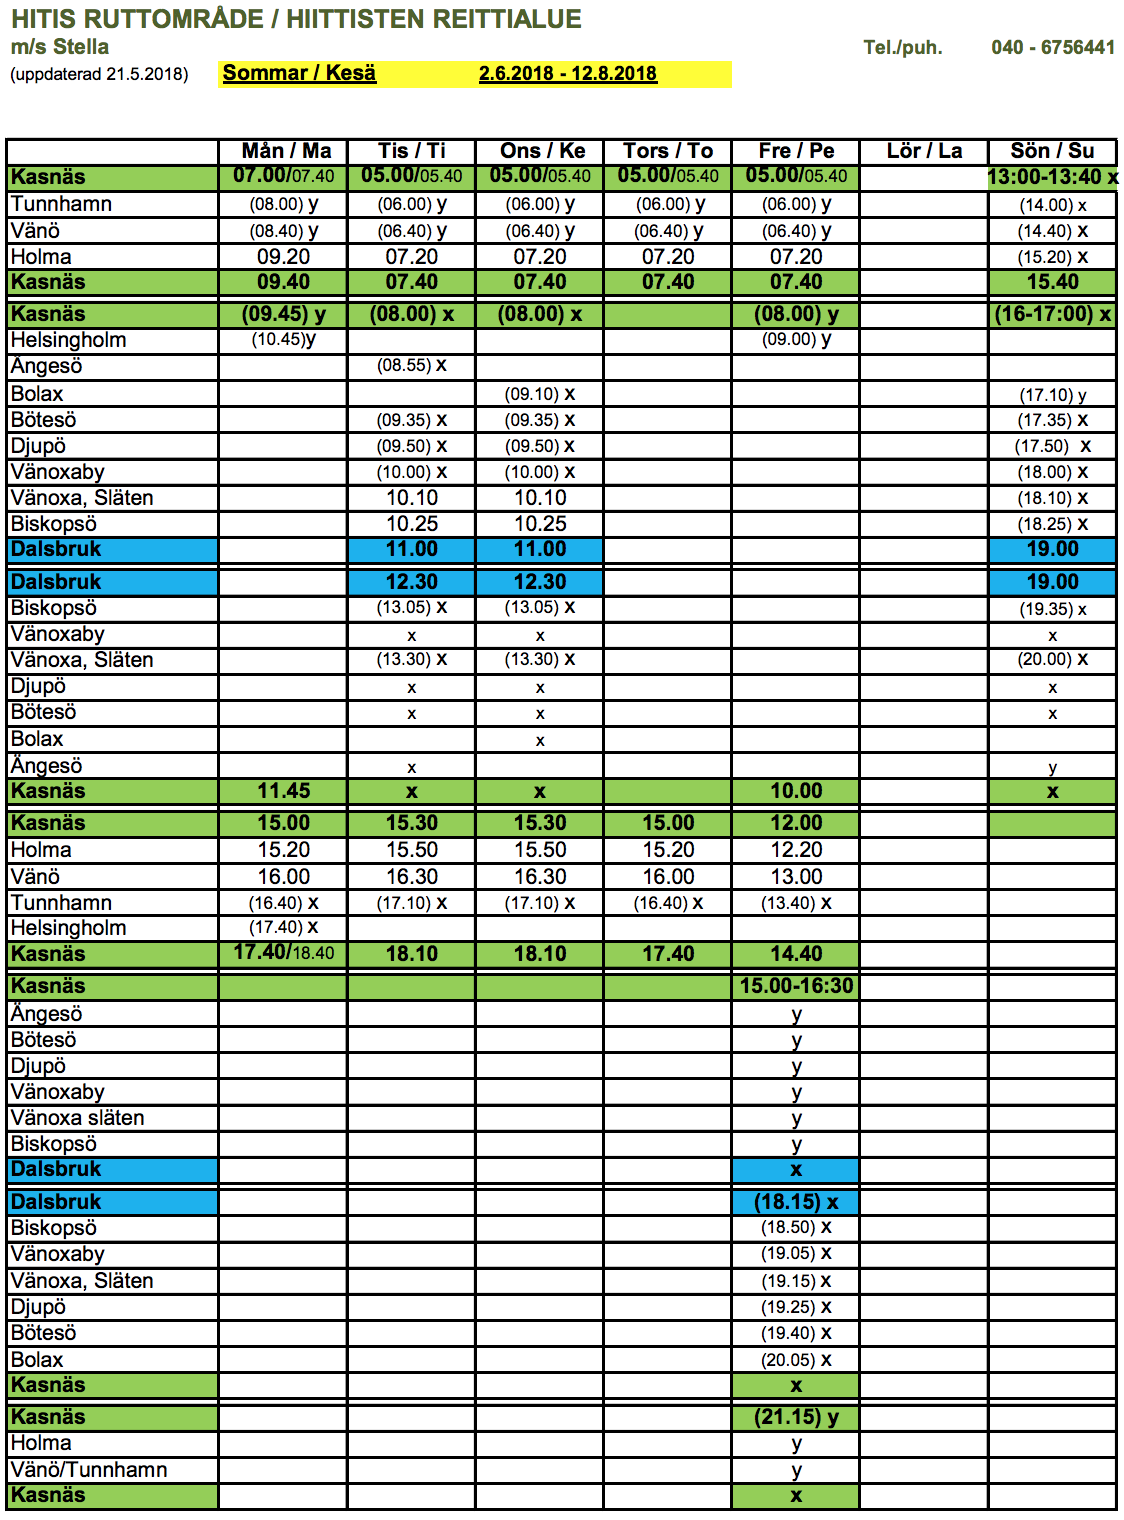 HITIS RUTTOMRÅDE / HIITTISTEN REITTIALUE
m/s Stella Tel./puh. 040 - 6756441
(uppdaterad 21.5.2018) Sommar / Kesä 2.6.2018 - 12.8.2018
Mån / Ma Tis / Ti Ons / Ke Tors / To Fre / Pe Lör / La Sön / Su
Kasnäs 07.00/07.40 05.00/05.40 05.00/05.40 05.00/05.40 05.00/05.40 13:00-13:40 x
Tunnhamn (08.00) y (06.00) y (06.00) y (06.00) y (06.00) y (14.00) x
Vänö (08.40) y (06.40) y (06.40) y (06.40) y (06.40) y (14.40) x
Holma 09.20 07.20 07.20 07.20 07.20 (15.20) x
Kasnäs 09.40 07.40 07.40 07.40 07.40 15.40
Kasnäs (09.45) y (08.00) x (08.00) x (08.00) y (16-17:00) x
Helsingholm (10.45)y (09.00) y
Ängesö (08.55) x
Bolax (09.10) x (17.10) y
Bötesö (09.35) x (09.35) x (17.35) x
Djupö (09.50) x (09.50) x (17.50) x
Vänoxaby (10.00) x (10.00) x (18.00) x
Vänoxa, Släten 10.10 10.10 (18.10) x
Biskopsö 10.25 10.25 (18.25) x
Dalsbruk 11.00 11.00 19.00
Dalsbruk 12.30 12.30 19.00
Biskopsö (13.05) x (13.05) x (19.35) x
Vänoxaby x x x
Vänoxa, Släten (13.30) x (13.30) x (20.00) x
Djupö x x x
Bötesö x x x
Bolax x
Ängesö x y
Kasnäs 11.45 x x 10.00 x
Kasnäs 15.00 15.30 15.30 15.00 12.00
Holma 15.20 15.50 15.50 15.20 12.20
Vänö 16.00 16.30 16.30 16.00 13.00
Tunnhamn (16.40) x (17.10) x (17.10) x (16.40) x (13.40) x
Helsingholm (17.40) x
Kasnäs 17.40/18.40 18.10 18.10 17.40 14.40
Kasnäs 15.00-16:30
Ängesö y
Bötesö y
Djupö y
Vänoxaby y
Vänoxa släten y
Biskopsö y
Dalsbruk x
Dalsbruk (18.15) x
Biskopsö (18.50) x
Vänoxaby (19.05) x
Vänoxa, Släten (19.15) x
Djupö (19.25) x
Bötesö (19.40) x
Bolax (20.05) x
Kasnäs x
Kasnäs (21.15) y
Holma y
Vänö/Tunnhamn y
Kasnäs x